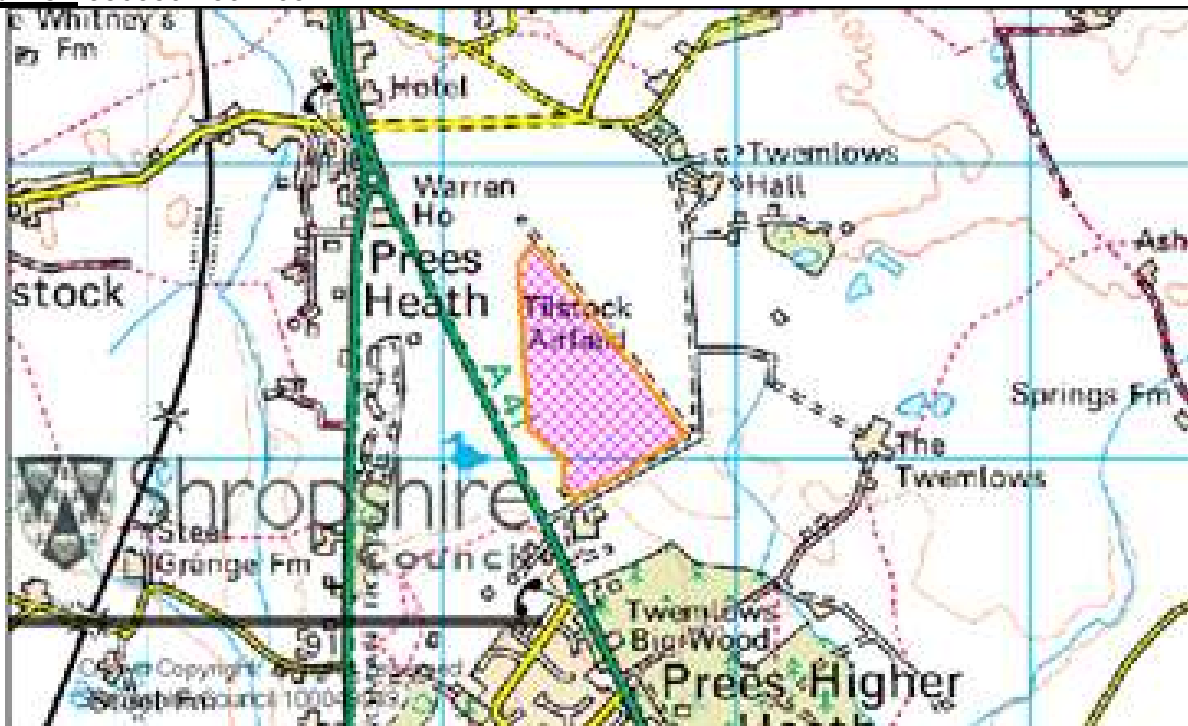 Whitney's
Fm
Hotel
Twemlows
Hall
Warren
Ho
Prees
Heath
stock
Tilstock
Airfield
Ash
Springs Fm
The
Twemlows
Shropshire
Council
Steel
Grange Fm
Twemlows
Big Wood
Prees Higher
Heath